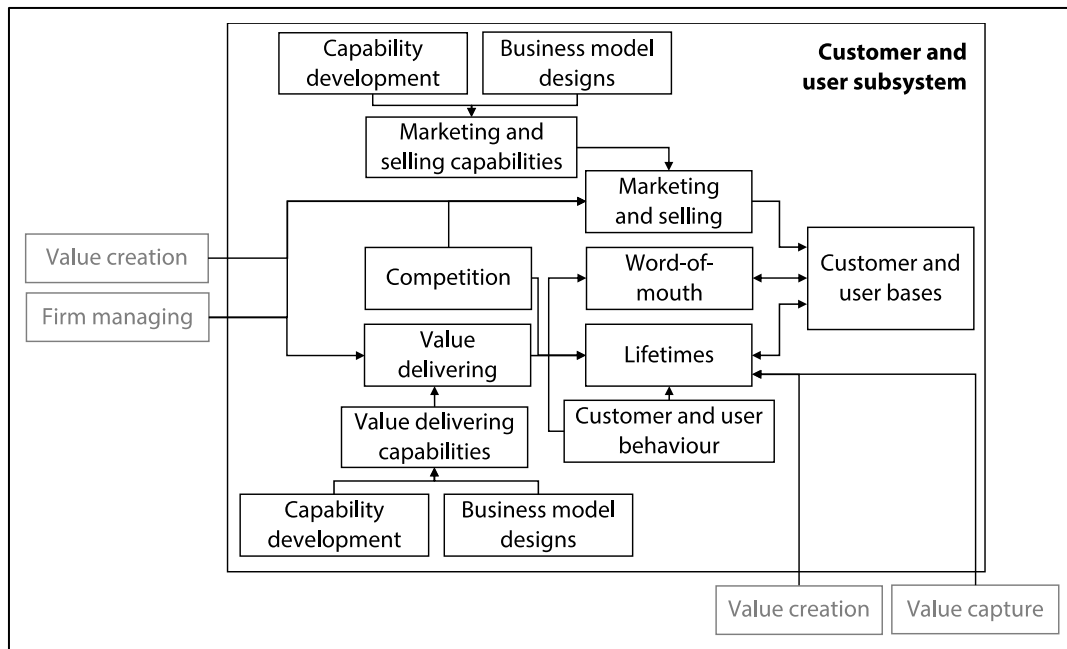 Capability
development
Business model
designs
Customer and
user subsystem
Marketing and
selling capabilities
Marketing
and selling
Value creation
Firm managing
Competition
Word-of-
mouth
Customer and
user bases
Value
delivering
Lifetimes
Value delivering
capabilities
Customer and user
behaviour
Capability
development
Business model
designs
Value creation
Value capture